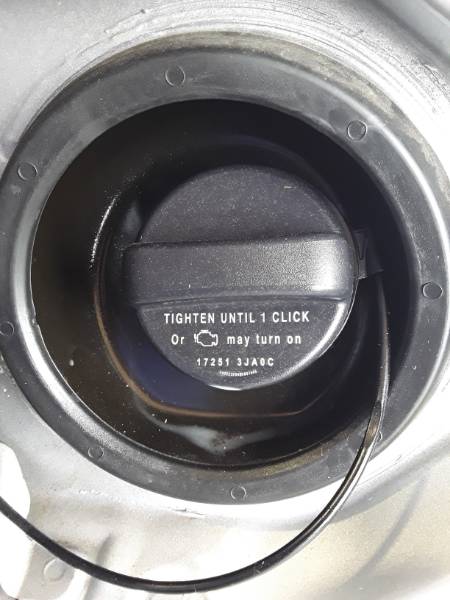 TIGHTEN UNTIL 1 CLICK
Or may turn on
17251 3JA0C